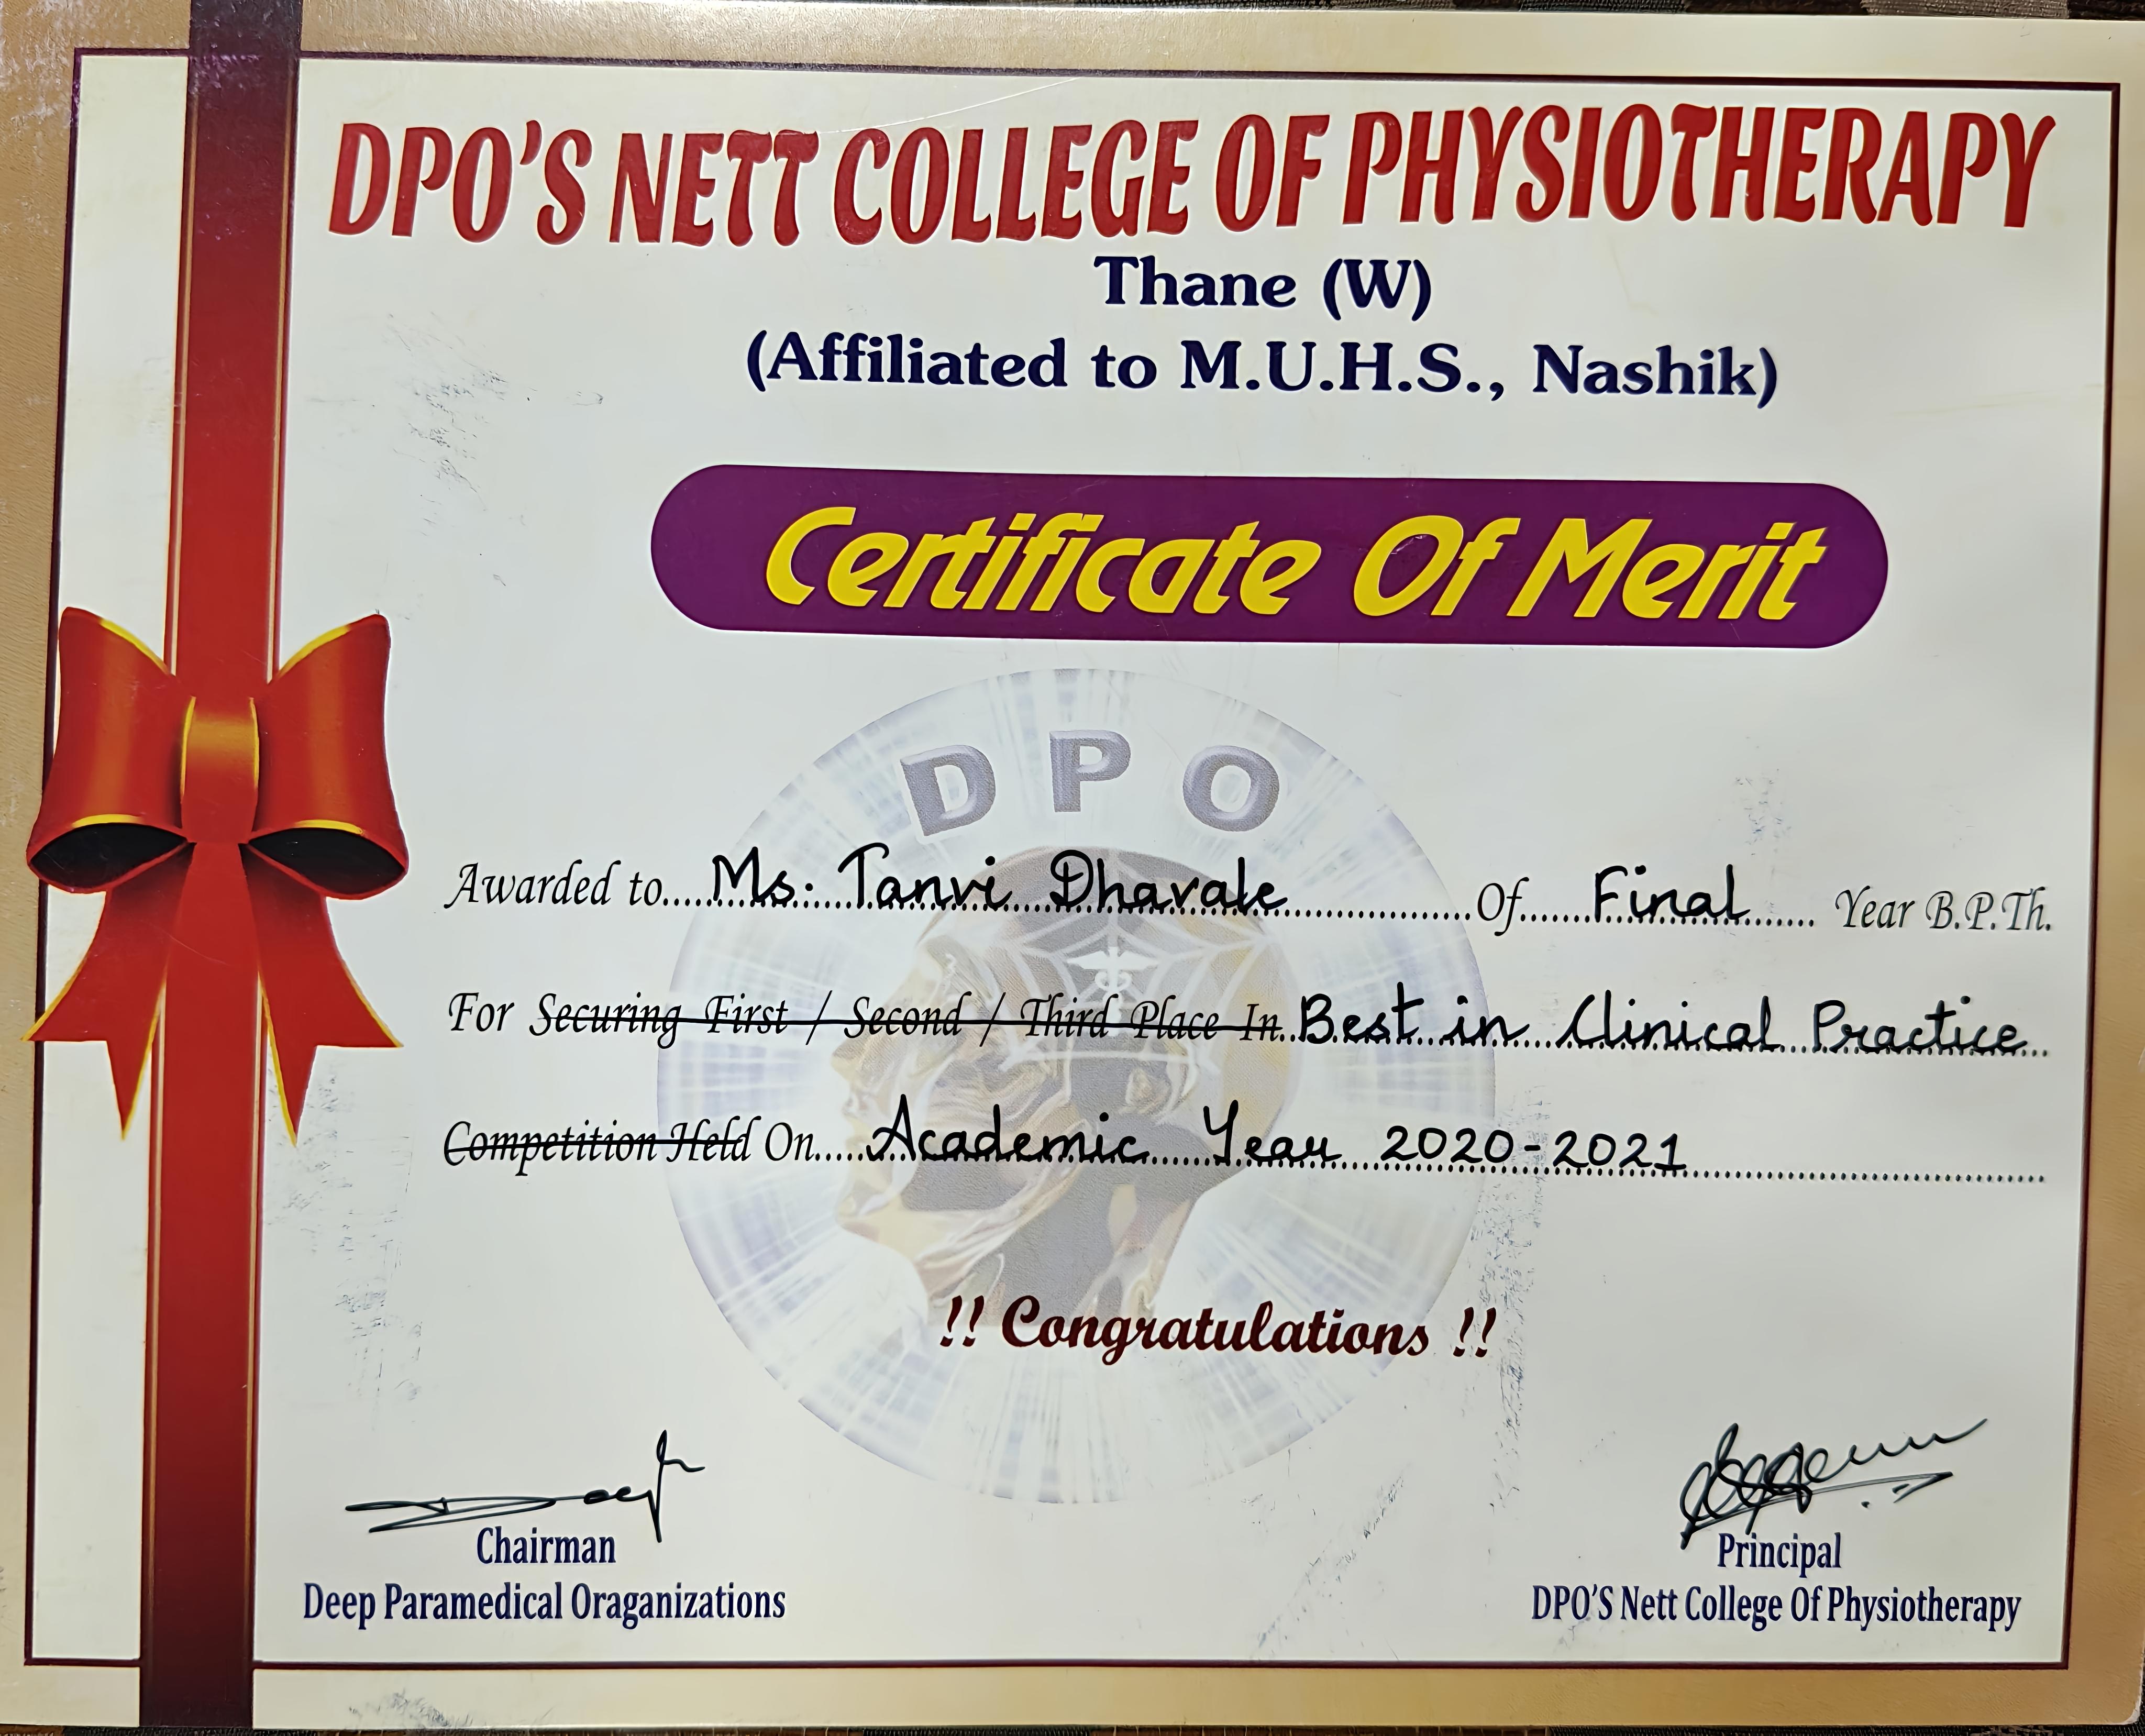 DPO'S NETT COLLEGE OF PHYSIOTHERAPY
Thane (W)
(Affiliated to M.U.H.S., Nashik)
Certificate Of Merit
DPO
Awarded to.....Ms. Tanvi Dhavale.....Of.....Final..... Year B.P.Th.
For Securing First / Second / Third Place In..Best in Clinical Practice..
Competition Held On.....Academic Year 2020-2021.....
!! Congratulations !!
Chairman
Deep Paramedical Oraganizations
Principal
DPO'S Nett College Of Physiotherapy